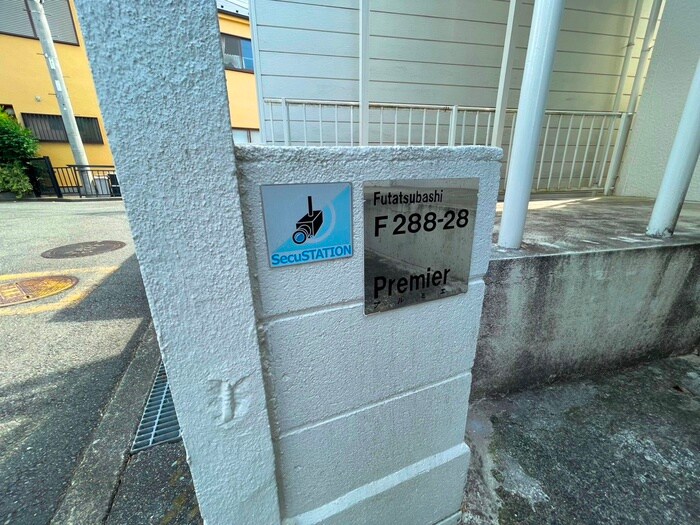 SecuSTATION
Futatsubashi
F 288-28
Premier